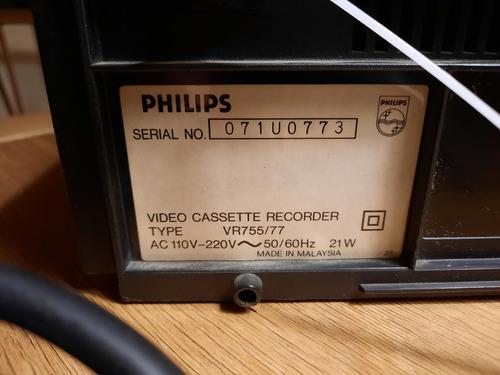 PHILIPS
PHILIPS
SERIAL NO. 071U0773
VIDEO CASSETTE RECORDER
TYPE VR755/77
AC 110V–220V~50/60Hz 21W
MADE IN MALAYSIA